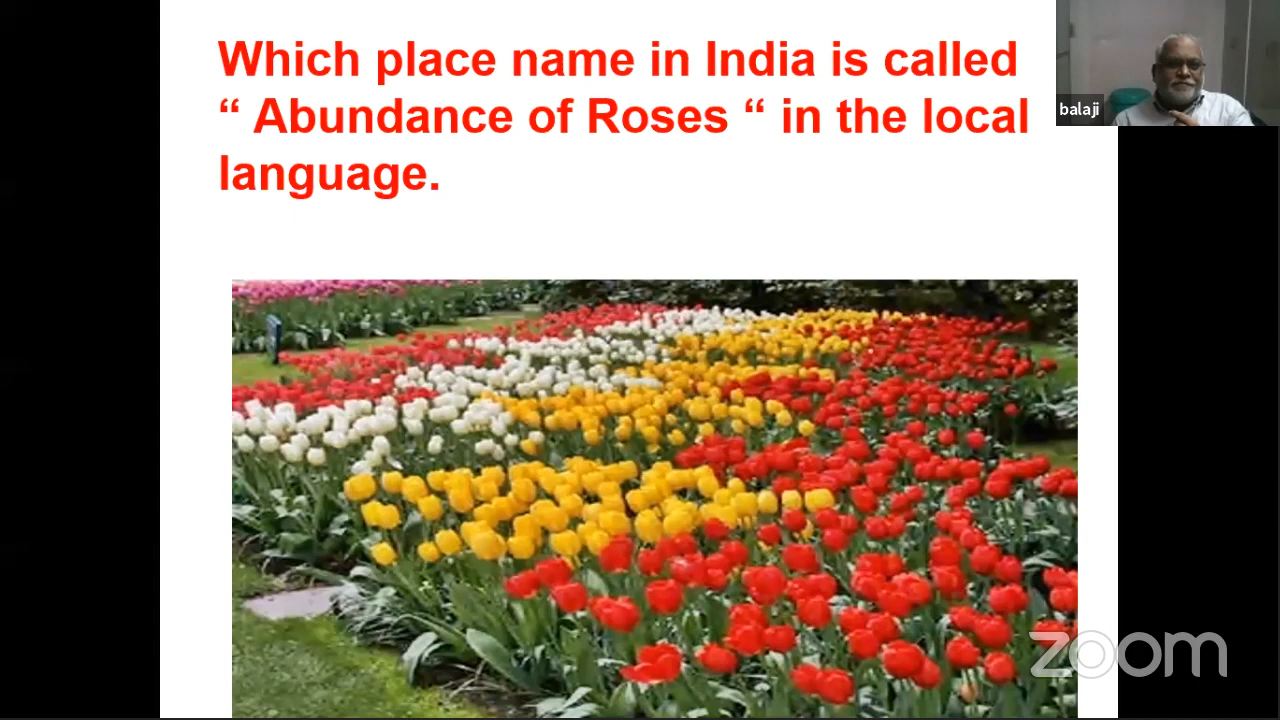 Which place name in India is called
“ Abundance of Roses “ in the local
language.
balaji
zoom